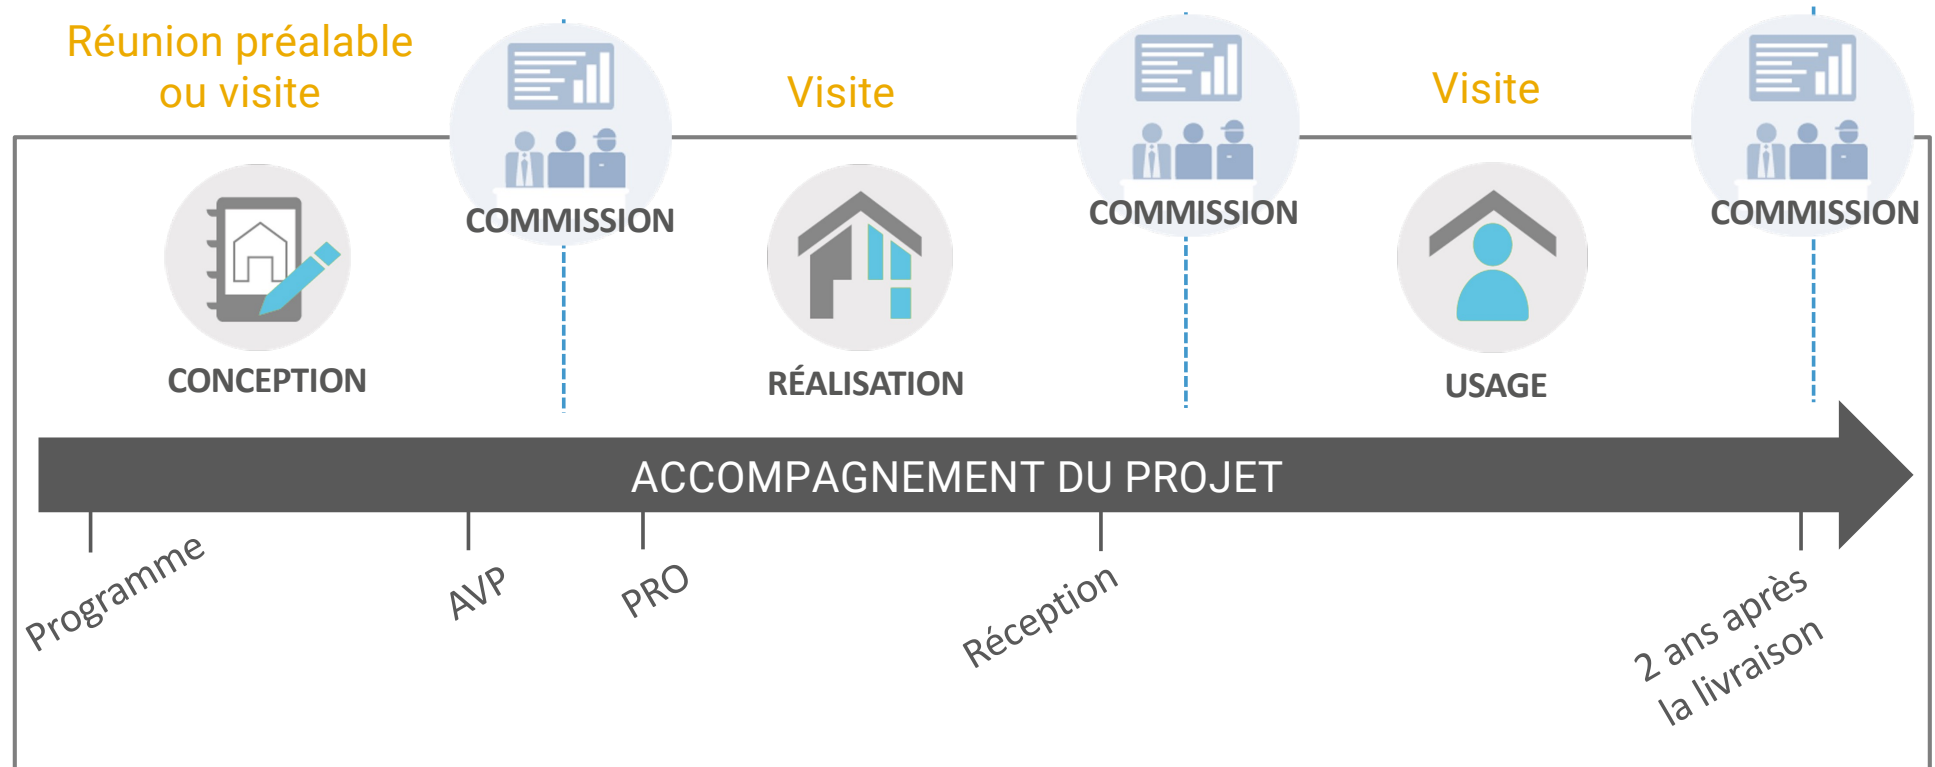 Réunion préalable
ou visite
Visite
Visite
COMMISSION
COMMISSION
COMMISSION
CONCEPTION
RÉALISATION
USAGE
ACCOMPAGNEMENT DU PROJET
Programme
AVP
PRO
Réception
2 ans après
la livraison